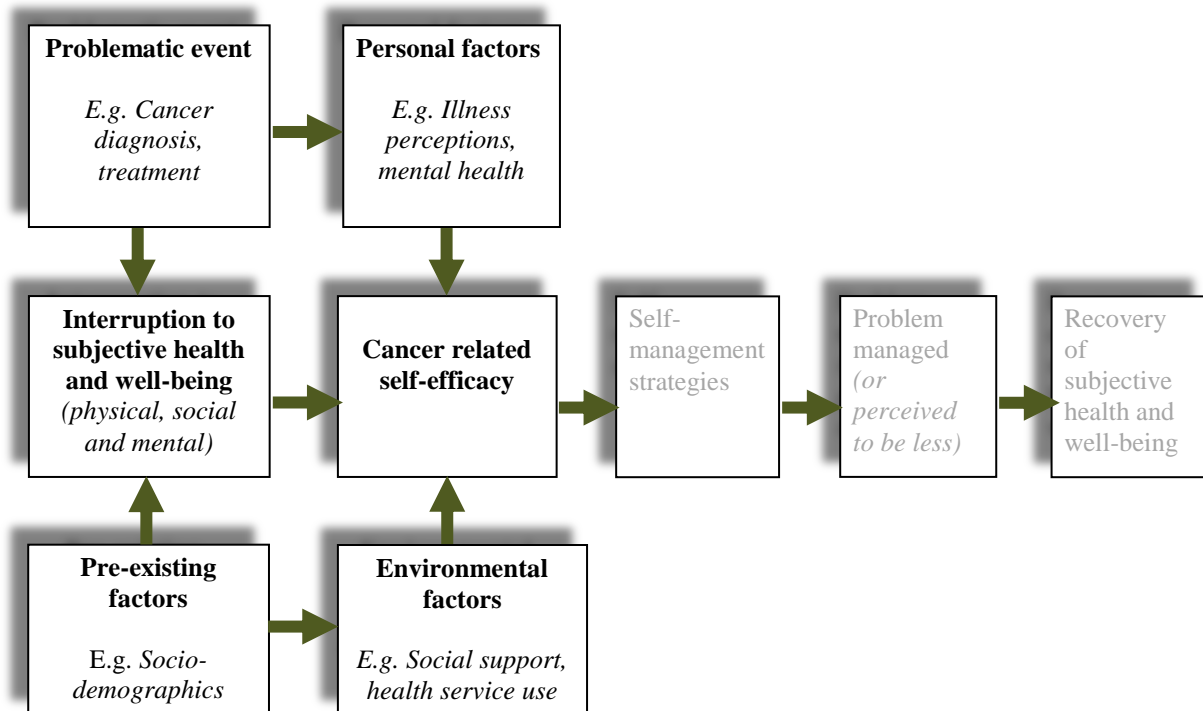 Problematic event
E.g. Cancer
diagnosis,
treatment
Personal factors
E.g. Illness
perceptions,
mental health
Interruption to
subjective health
and well-being
(physical, social
and mental)
Cancer related
self-efficacy
Self-
management
strategies
Problem
managed
(or
perceived
to be less)
Recovery
of
subjective
health and
well-being
Pre-existing
factors
E.g. Socio-
demographics
Environmental
factors
E.g. Social support,
health service use